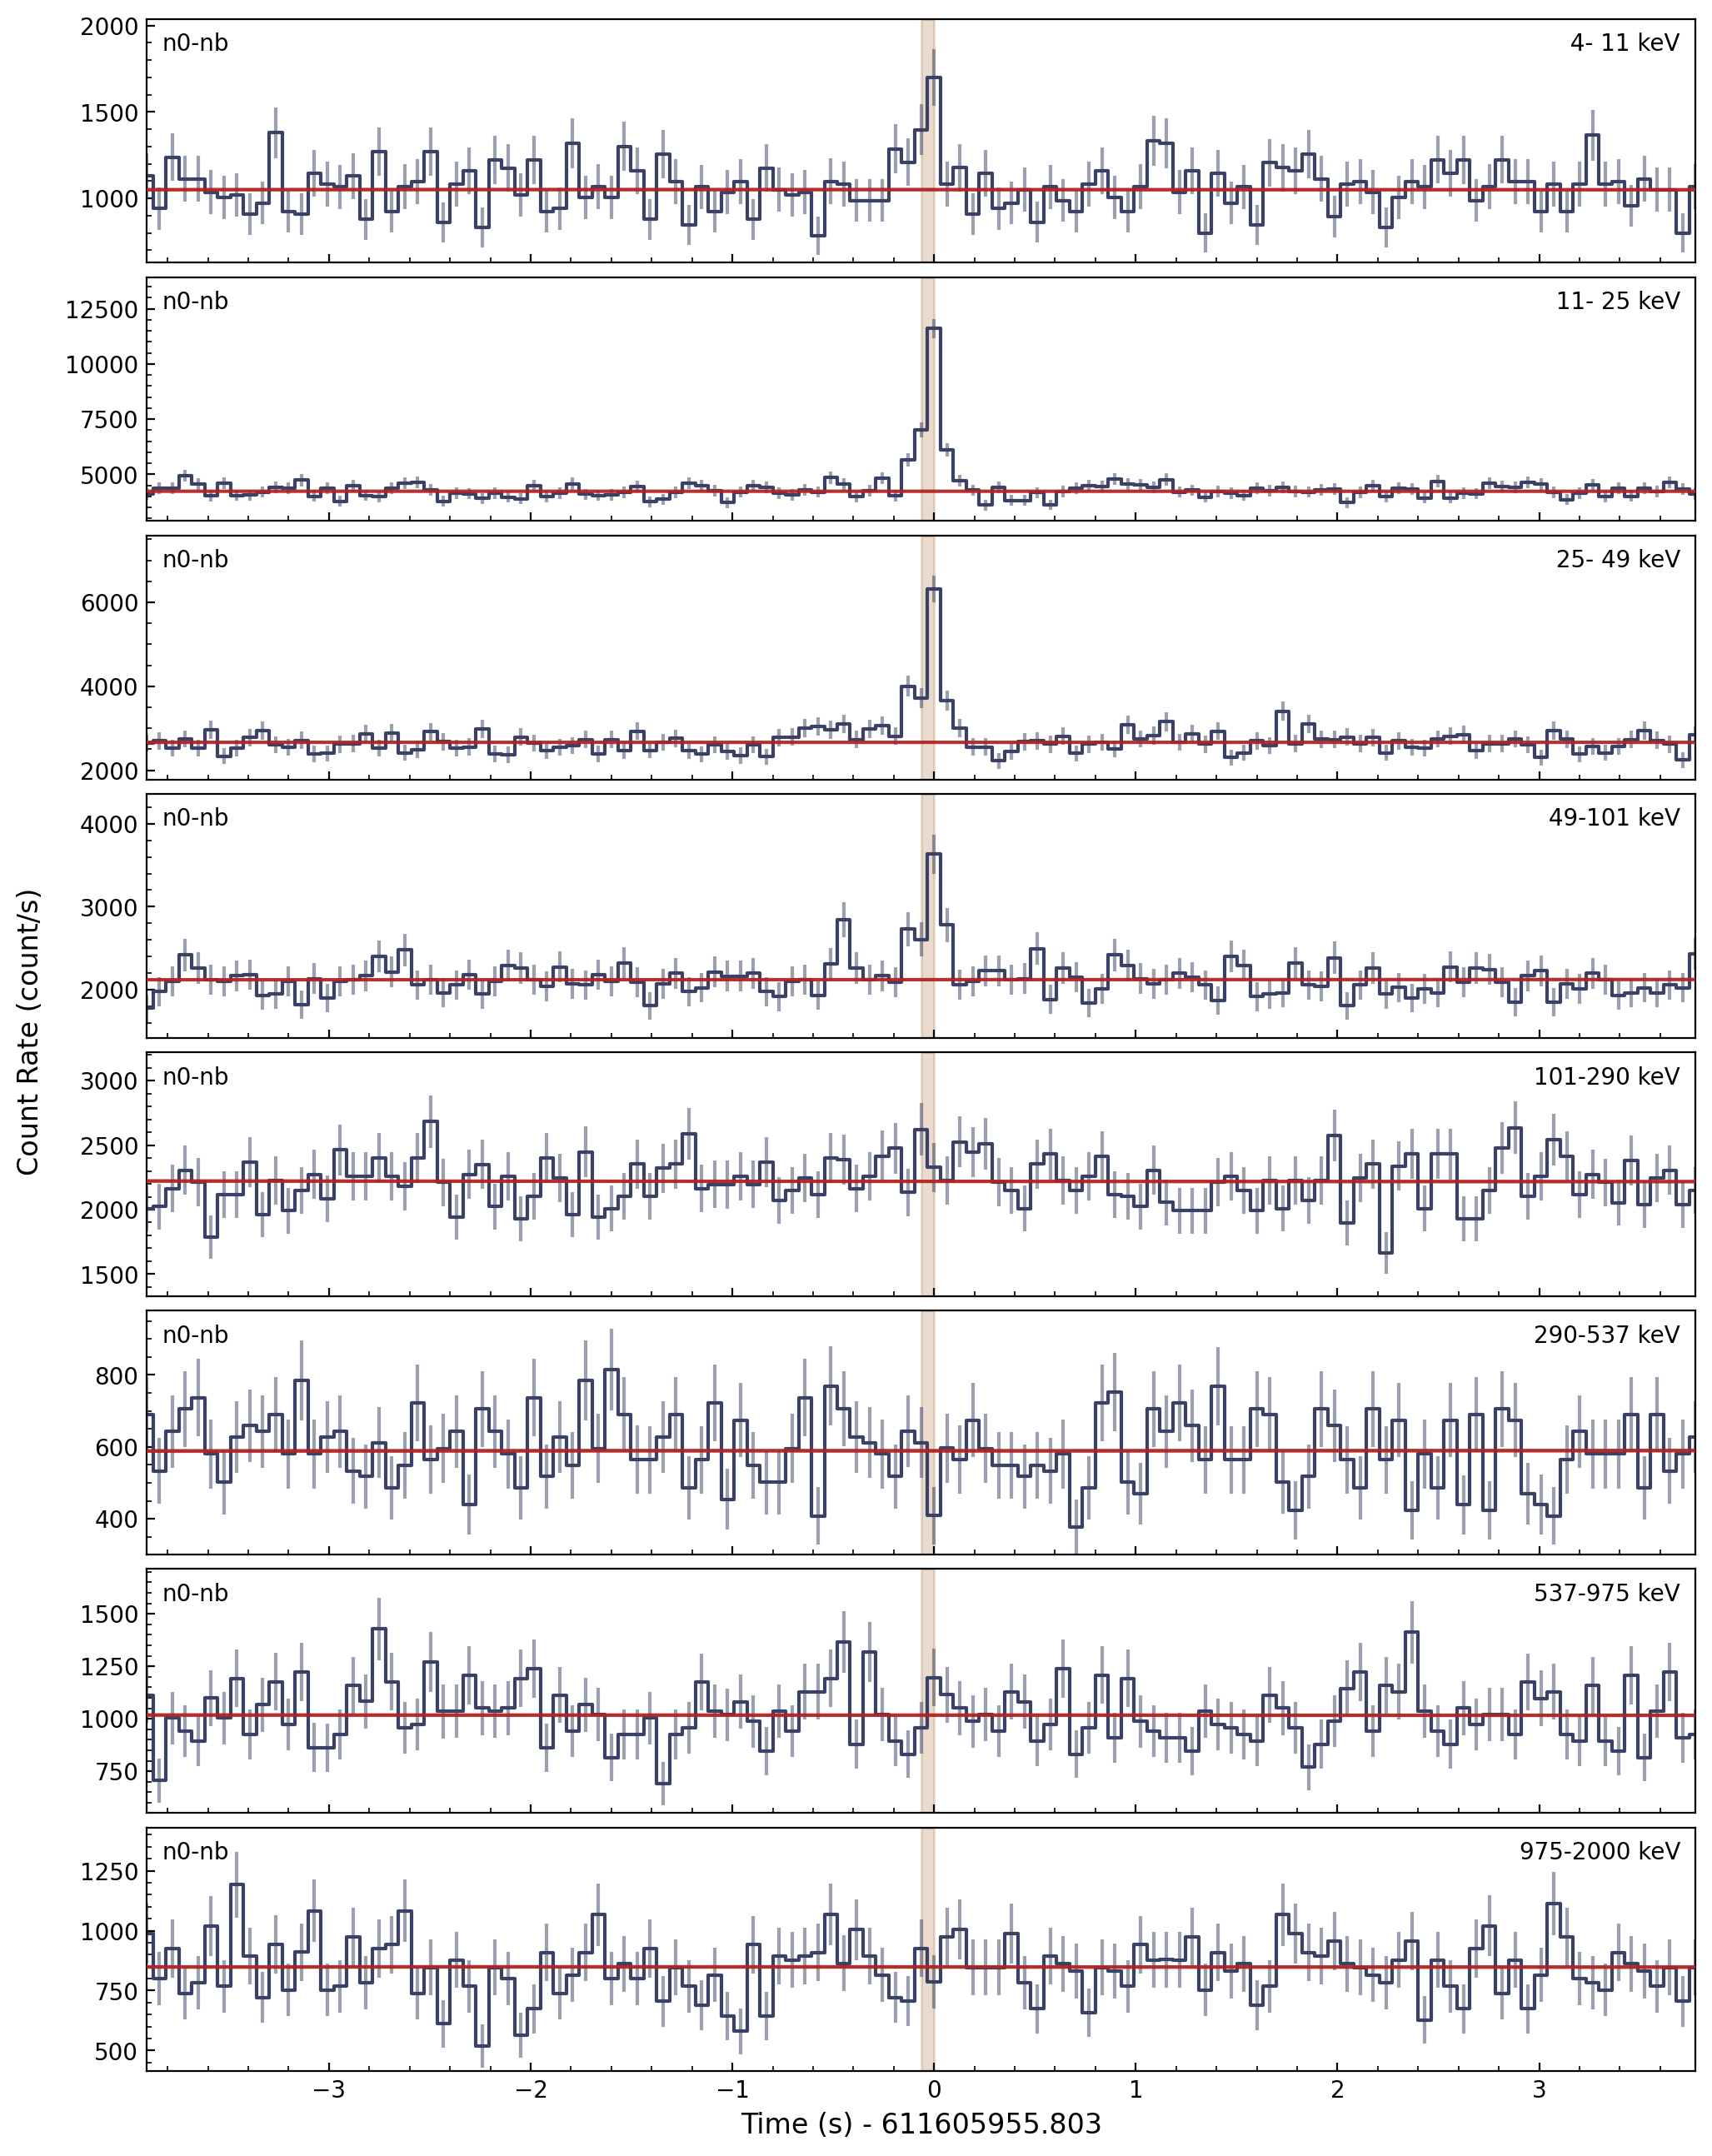 n0-nb 4- 11 keV
2000
1500
1000
n0-nb 11- 25 keV
12500
10000
7500
5000
n0-nb 25- 49 keV
6000
4000
2000
n0-nb 49-101 keV
4000
3000
2000
n0-nb 101-290 keV
3000
2500
2000
1500
n0-nb 290-537 keV
800
600
400
n0-nb 537-975 keV
1500
1250
1000
750
n0-nb 975-2000 keV
1250
1000
750
500
−3 −2 −1 0 1 2 3
Time (s) - 611605955.803
Count Rate (count/s)